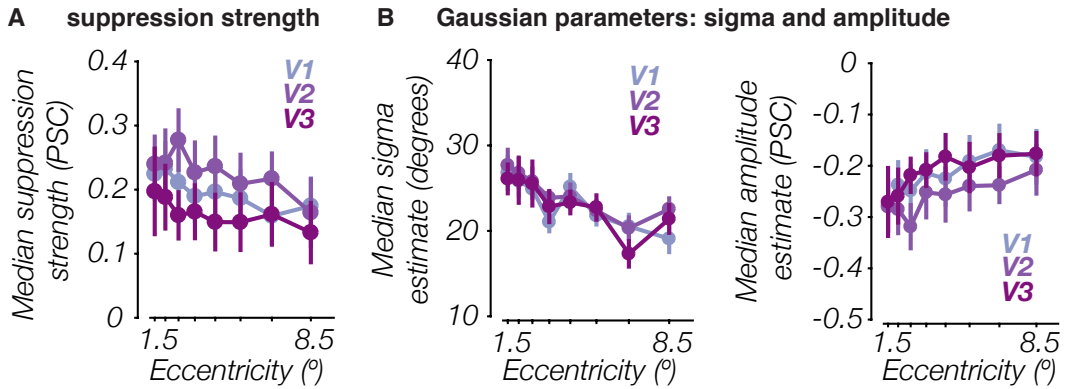 A suppression strength
Median suppression
strength (PSC)
0.4
0.3
0.2
0.1
0
V1
V2
V3
1.5 8.5
Eccentricity (º)
B Gaussian parameters: sigma and amplitude
Median sigma
estimate (degrees)
40
30
20
10
V1
V2
V3
1.5 8.5
Eccentricity (º)
Median amplitude
estimate (PSC)
0
-0.1
-0.2
-0.3
-0.4
-0.5
V1
V2
V3
1.5 8.5
Eccentricity (º)